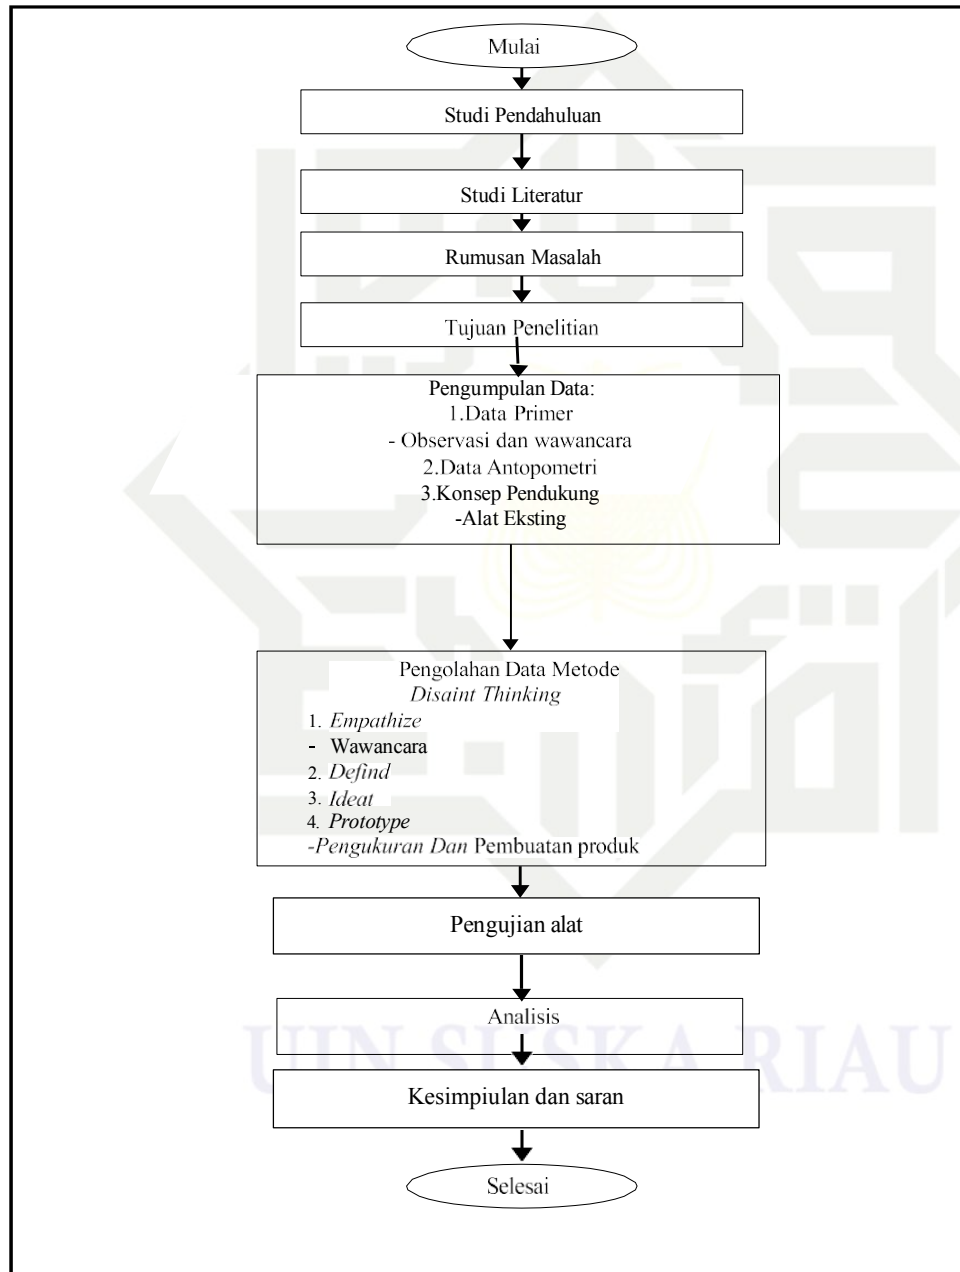 Mulai
Studi Pendahuluan
Studi Literatur
Rumusan Masalah
Tujuan Penelitian
Pengumpulan Data:
1.Data Primer
- Observasi dan wawancara
2.Data Antopometri
3.Konsep Pendukung
-Alat Eksting
Pengolahan Data Metode
Disaint Thinking
1. Empathize
- Wawancara
2. Defind
3. Ideat
4. Prototype
-Pengukuran Dan Pembuatan produk
Pengujian alat
Analisis
UIN SUSKA RIAU
Kesimpiulan dan saran
Selesai